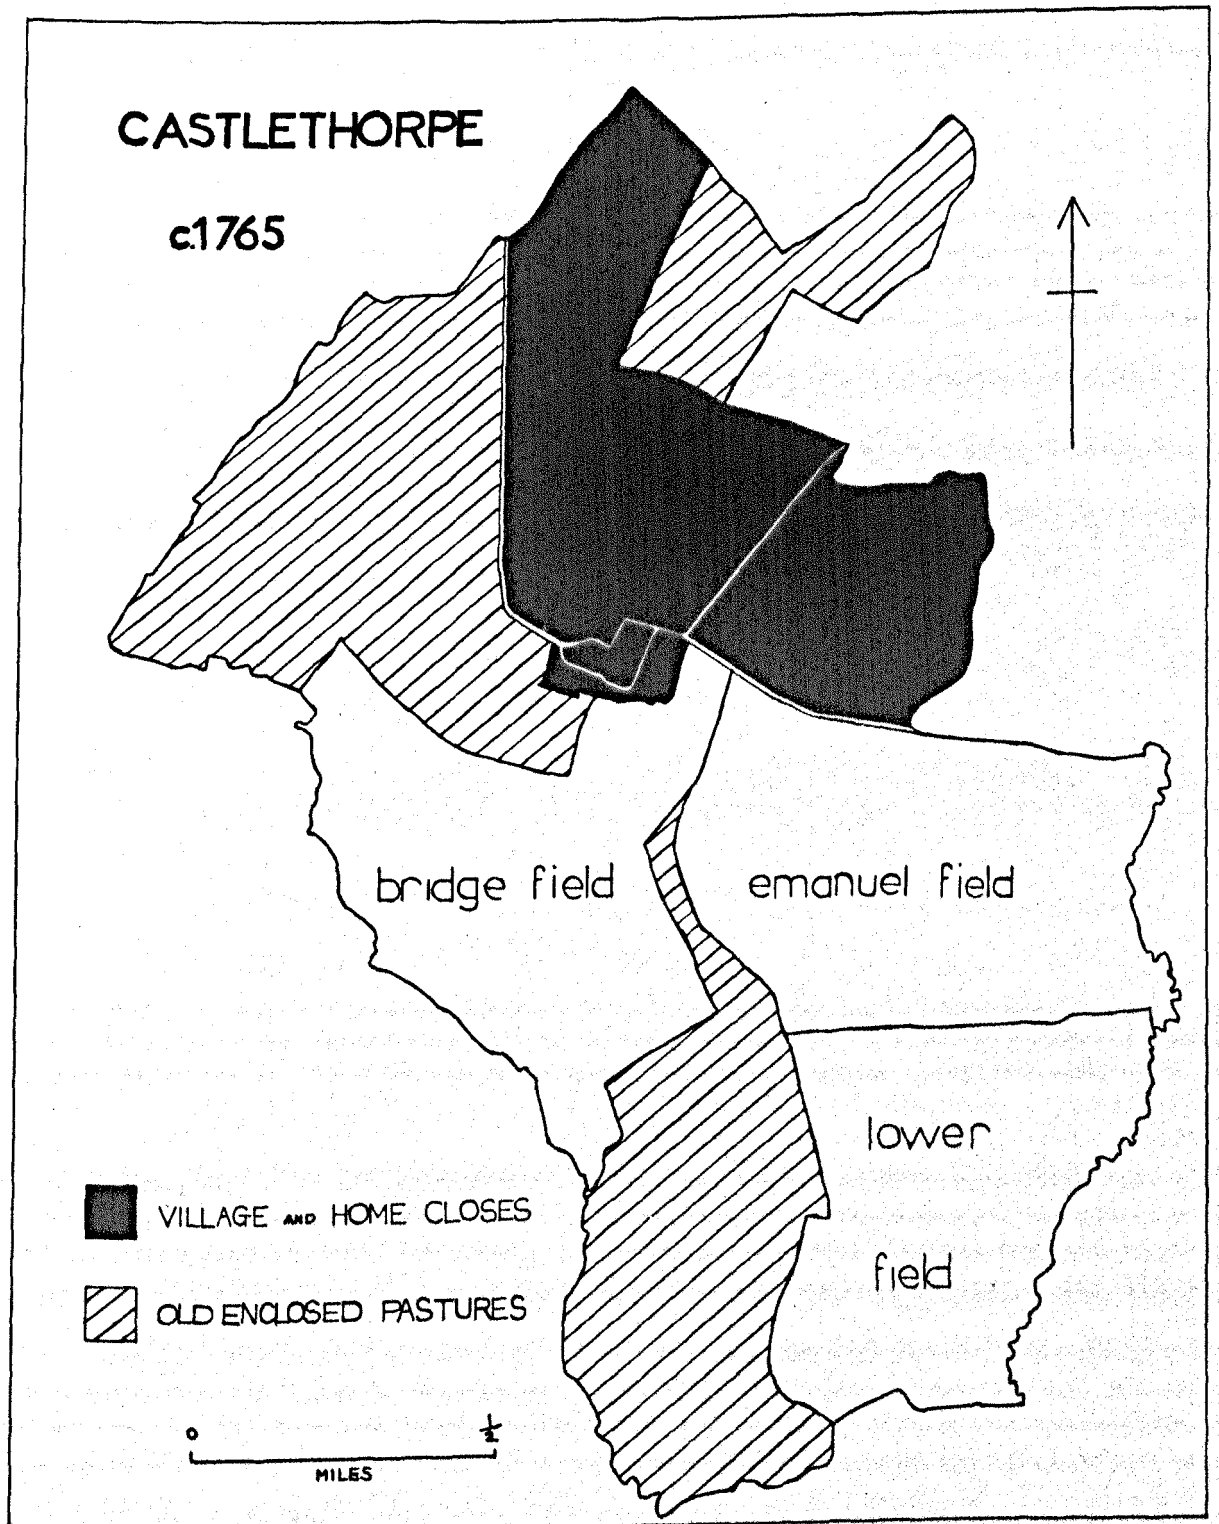 CASTLETHORPE
c.1765
bridge field
emanuel field
lower
field
VILLAGE AND HOME CLOSES
OLD ENCLOSED PASTURES
0 ½
MILES